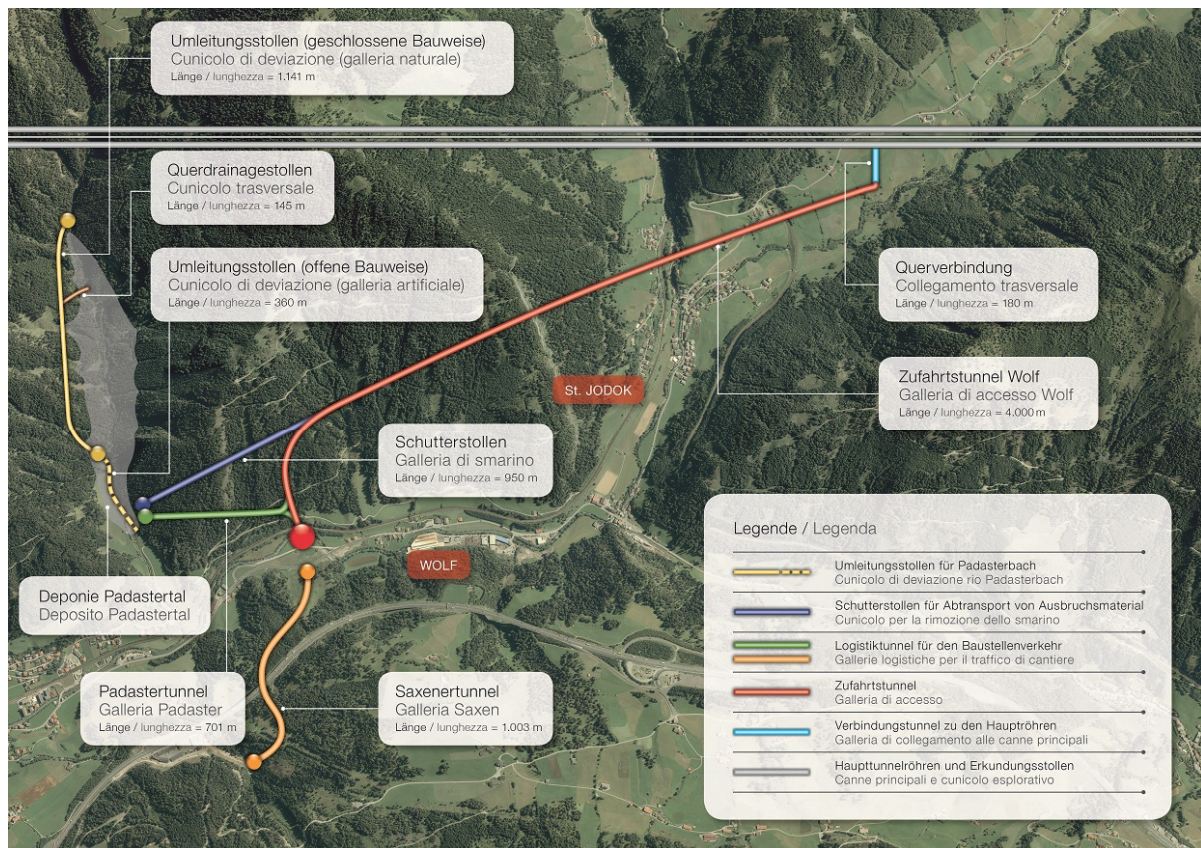 Umleitungsstollen (geschlossene Bauweise)
Cunicolo di deviazione (galleria naturale)
Länge / lunghezza = 1.141 m
Querdrainagestollen
Cunicolo trasversale
Länge / lunghezza = 145 m
Umleitungsstollen (offene Bauweise)
Cunicolo di deviazione (galleria artificiale)
Länge / lunghezza = 360 m
Querverbindung
Collegamento trasversale
Länge / lunghezza = 180 m
Zufahrtstunnel Wolf
Galleria di accesso Wolf
Länge / lunghezza = 4.000 m
St. JODOK
Schutterstollen
Galleria di smarino
Länge / lunghezza = 950 m
WOLF
Deponie Padastertal
Deposito Padastertal
Padastertunnel
Galleria Padaster
Länge / lunghezza = 701 m
Saxenertunnel
Galleria Saxen
Länge / lunghezza = 1.003 m
Legende / Legenda
Umleitungsstollen für Padasterbach
Cunicolo di deviazione rio Padasterbach
Schutterstollen für Abtransport von Ausbruchsmaterial
Cunicolo per la rimozione dello smarino
Logistiktunnel für den Baustellenverkehr
Gallerie logistiche per il traffico di cantiere
Zufahrtstunnel
Galleria di accesso
Verbindungstunnel zu den Hauptröhren
Galleria di collegamento alle canne principali
Haupttunnelröhren und Erkundungsstollen
Canne principali e cunicolo esplorativo